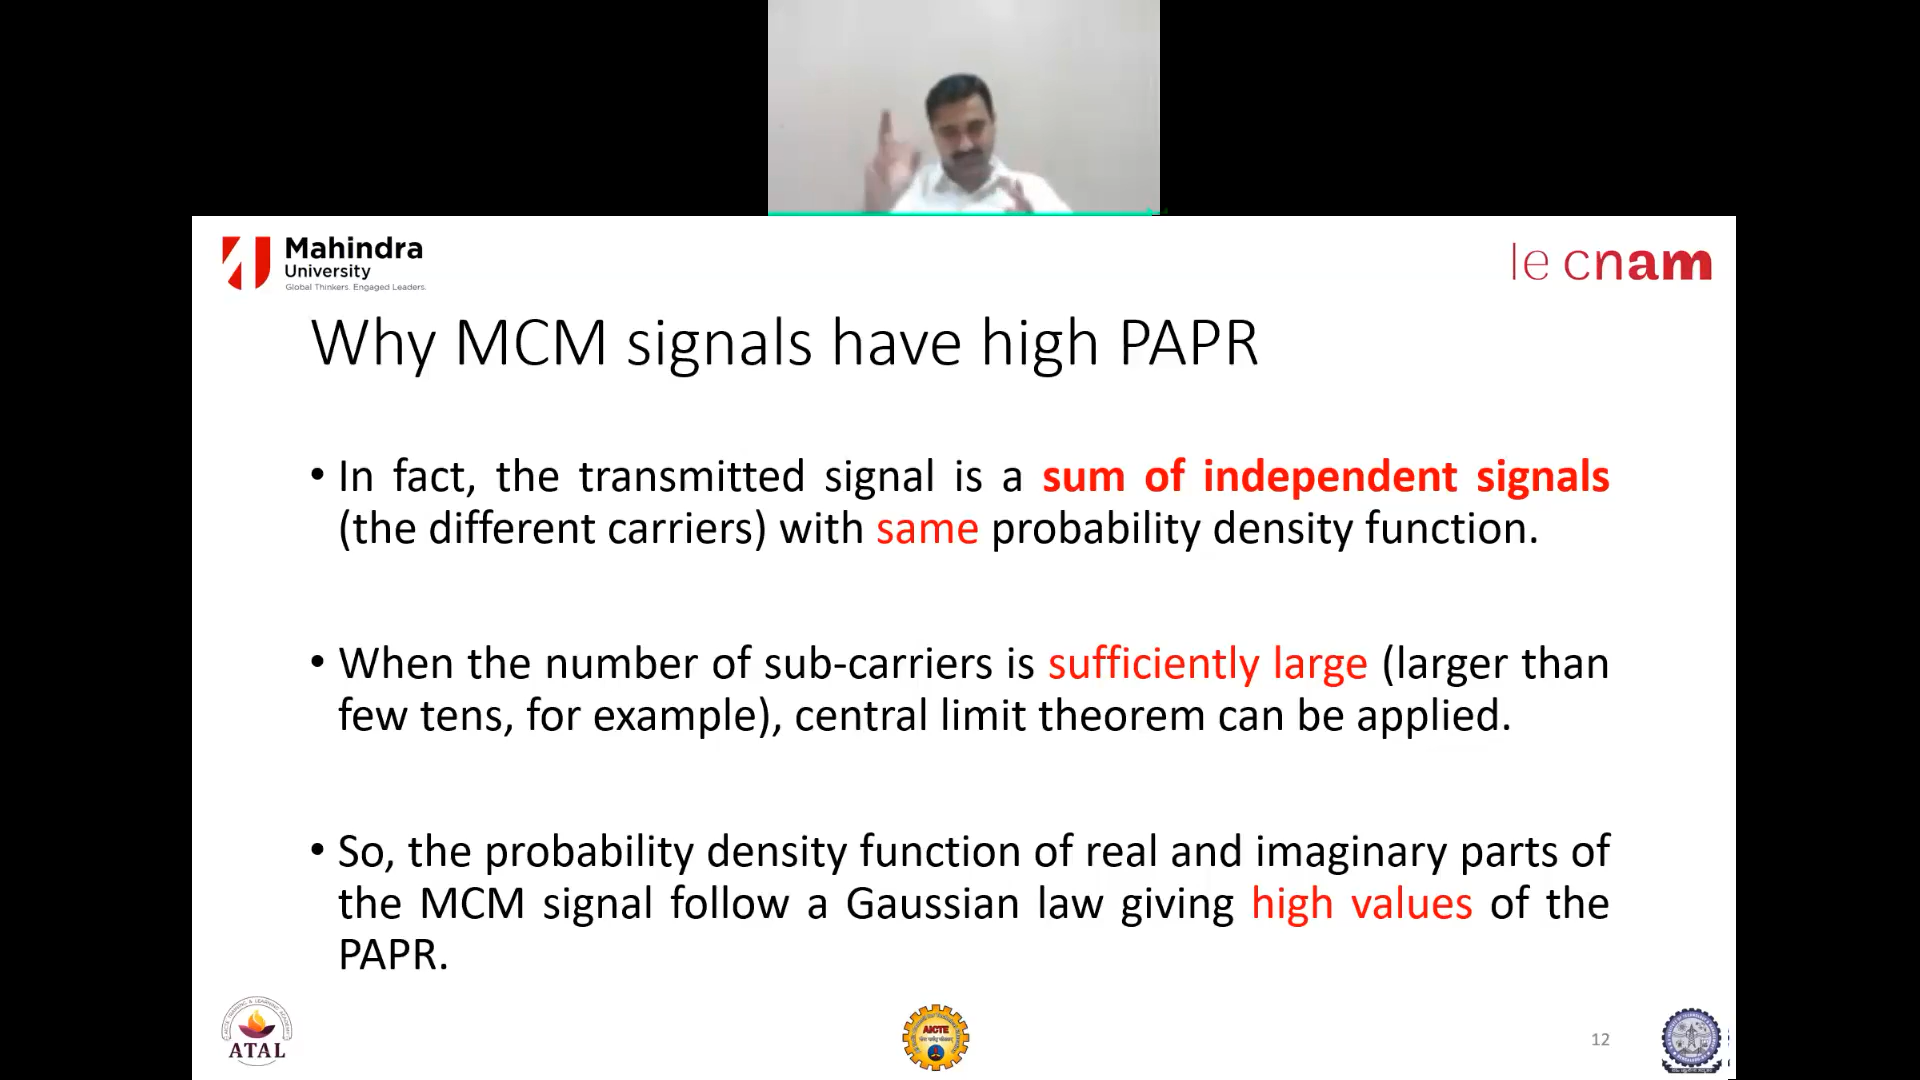 Mahindra
University
Global Thinkers. Engaged Leaders.
le cnam
Why MCM signals have high PAPR
• In fact, the transmitted signal is a sum of independent signals
(the different carriers) with same probability density function.
• When the number of sub-carriers is sufficiently large (larger than
few tens, for example), central limit theorem can be applied.
• So, the probability density function of real and imaginary parts of
the MCM signal follow a Gaussian law giving high values of the
PAPR.
ATAL
AICTE
12